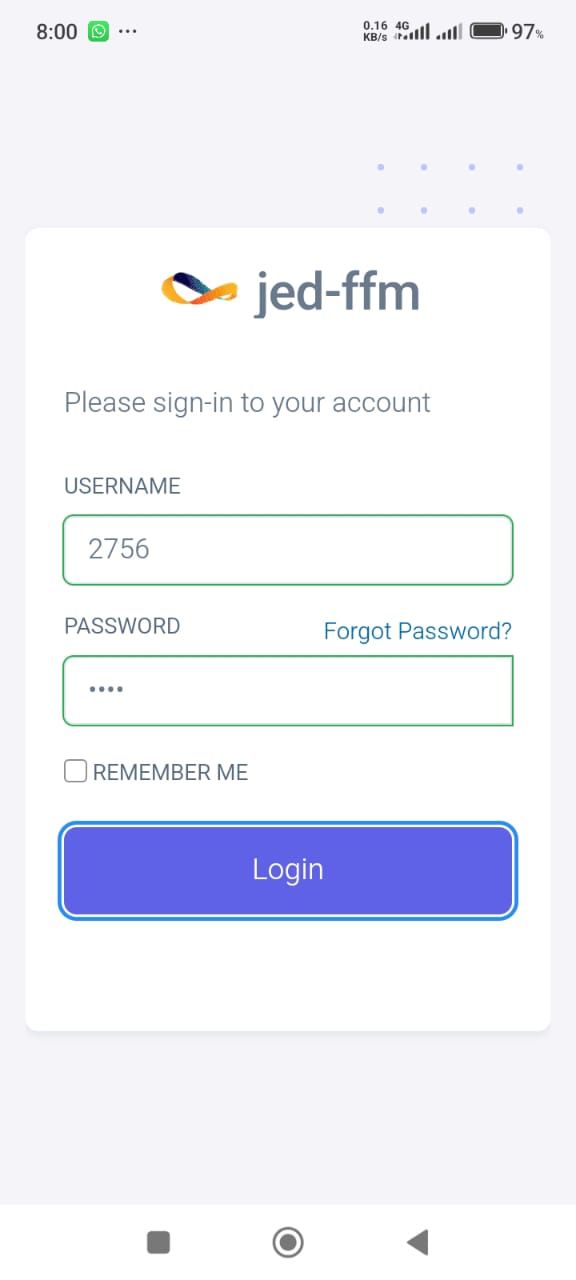 8:00 ... 0.16 KB/s 4G 97%
jed-ffm
Please sign-in to your account
USERNAME
2756
PASSWORD Forgot Password?
••••
REMEMBER ME
Login